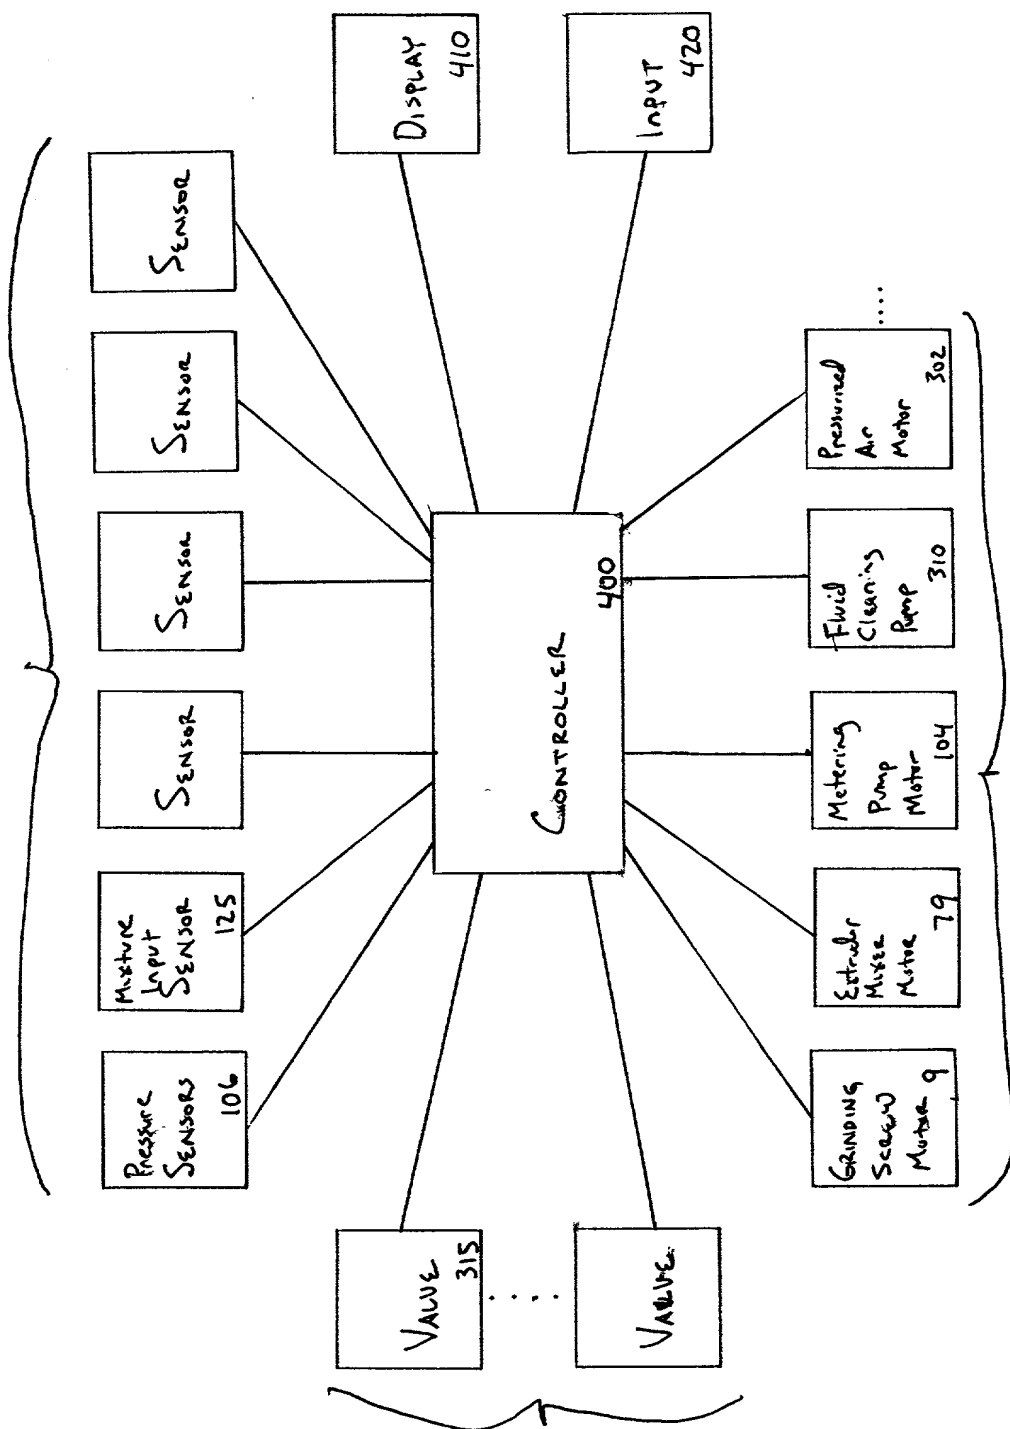 Pressure
SENSORS
106
Mixture
Input
SENSOR
125
SENSOR
SENSOR
SENSOR
SENSOR
VALVE
315
....
VALVE
CONTROLLER
400
DISPLAY
410
INPUT
420
GRINDING
SCREW
Motor 9
Extruder
Mixer
Motor
79
Metering
Pump
Motor
104
Fluid
Cleaning
Pump
310
Pressurized
Air
Motor
302
....